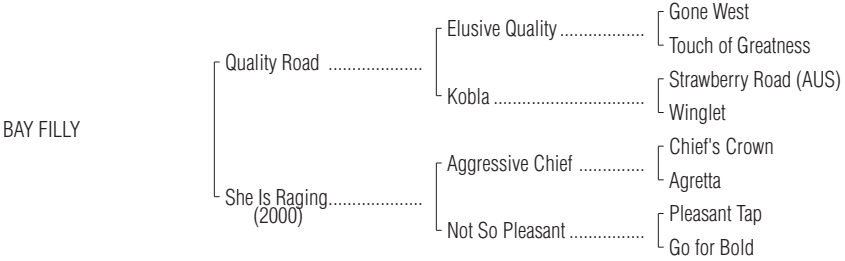 Gone West
Elusive Quality ..................
Touch of Greatness
Quality Road ....................
Strawberry Road (AUS)
Kobla ................................
Winglet
BAY FILLY
Chief's Crown
Aggressive Chief ..............
Agretta
She Is Raging....................
(2000)
Pleasant Tap
Not So Pleasant ................
Go for Bold